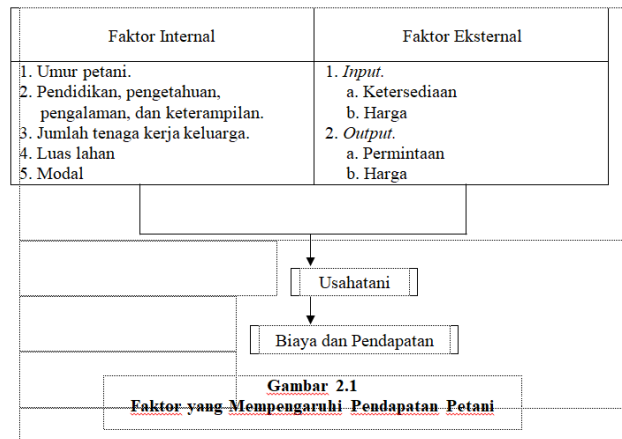 Faktor Internal
Faktor Eksternal
1. Umur petani.
2. Pendidikan, pengetahuan,
pengalaman, dan keterampilan.
3. Jumlah tenaga kerja keluarga.
4. Luas lahan
5. Modal
1. Input.
a. Ketersediaan
b. Harga
2. Output.
a. Permintaan
b. Harga
Usahatani
Biaya dan Pendapatan
Gambar 2.1
Faktor yang Mempengaruhi Pendapatan Petani